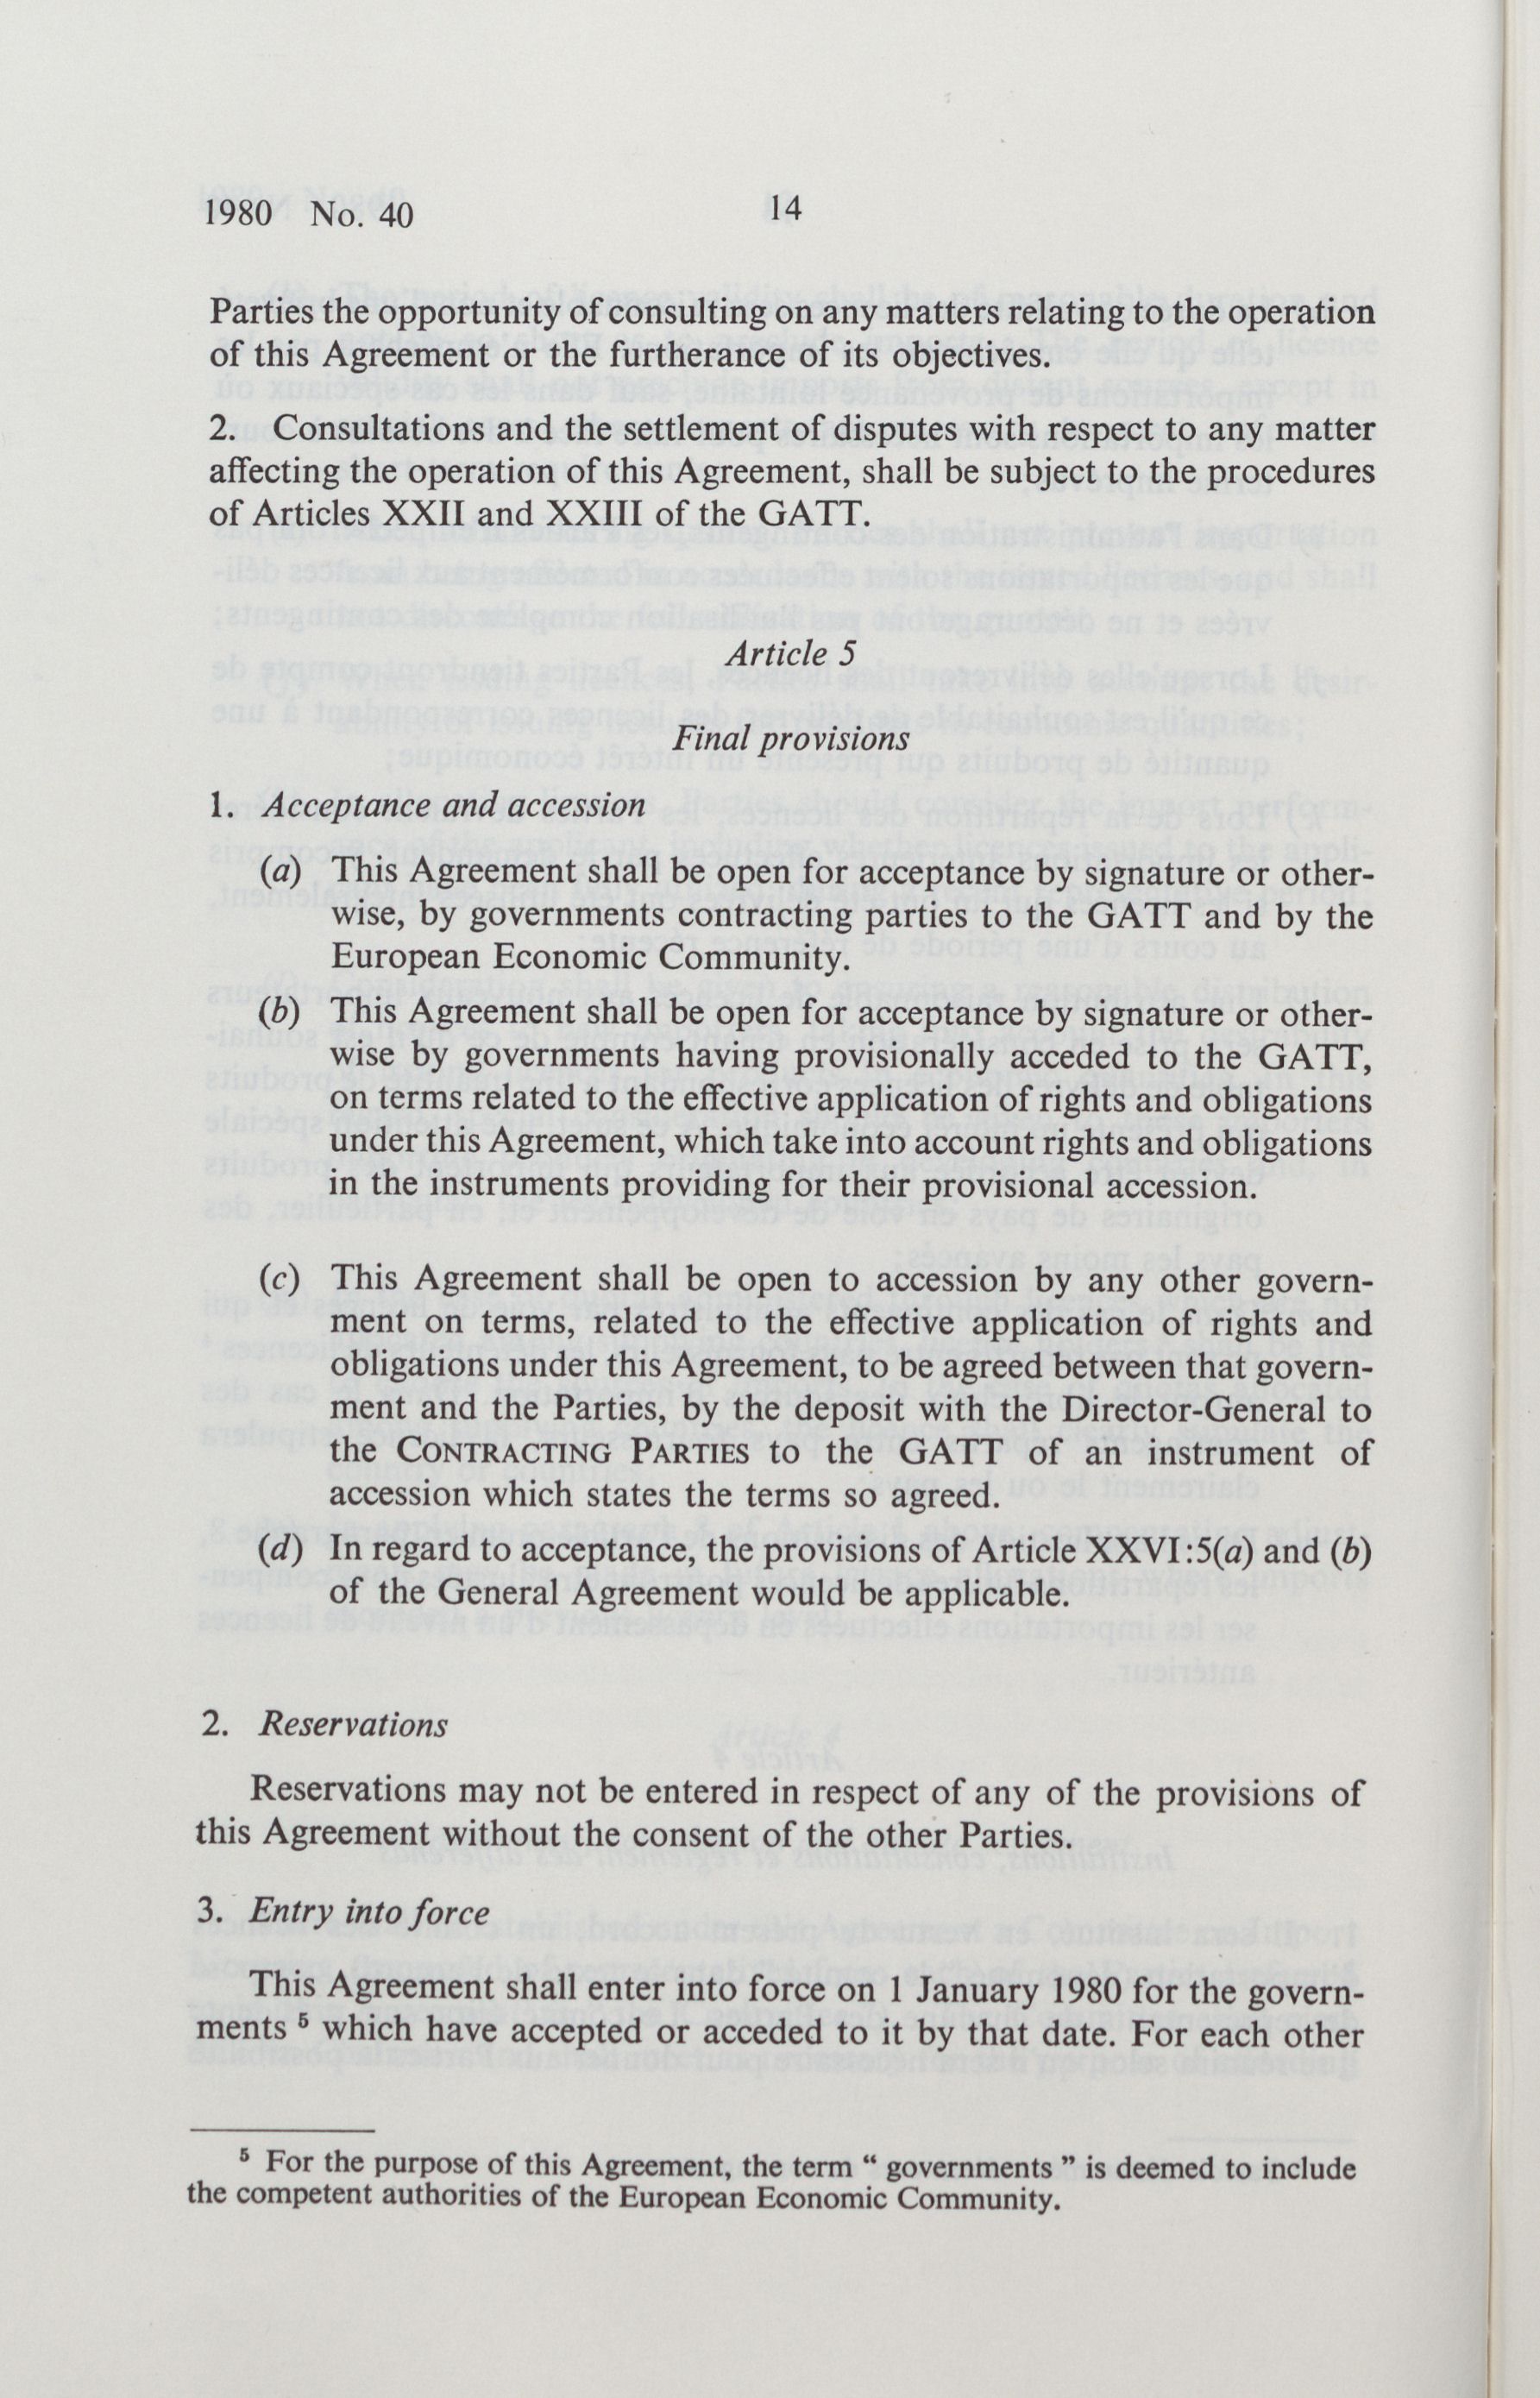 1980 No. 40
14
Parties the opportunity of consulting on any matters relating to the operation
of this Agreement or the furtherance of its objectives.
2. Consultations and the settlement of disputes with respect to any matter
affecting the operation of this Agreement, shall be subject to the procedures
of Articles XXII and XXIII of the GATT.
Article 5
Final provisions
1. Acceptance and accession
(a) This Agreement shall be open for acceptance by signature or other-
wise, by governments contracting parties to the GATT and by the
European Economic Community.
(b) This Agreement shall be open for acceptance by signature or other-
wise by governments having provisionally acceded to the GATT,
on terms related to the effective application of rights and obligations
under this Agreement, which take into account rights and obligations
in the instruments providing for their provisional accession.
(c) This Agreement shall be open to accession by any other govern-
ment on terms, related to the effective application of rights and
obligations under this Agreement, to be agreed between that govern-
ment and the Parties, by the deposit with the Director-General to
the CONTRACTING PARTIES to the GATT of an instrument of
accession which states the terms so agreed.
(d) In regard to acceptance, the provisions of Article XXVI:5(a) and (b)
of the General Agreement would be applicable.
2. Reservations
Reservations may not be entered in respect of any of the provisions of
this Agreement without the consent of the other Parties.
3. Entry into force
This Agreement shall enter into force on 1 January 1980 for the govern-
ments ⁵ which have accepted or acceded to it by that date. For each other
⁵ For the purpose of this Agreement, the term “ governments ” is deemed to include
the competent authorities of the European Economic Community.